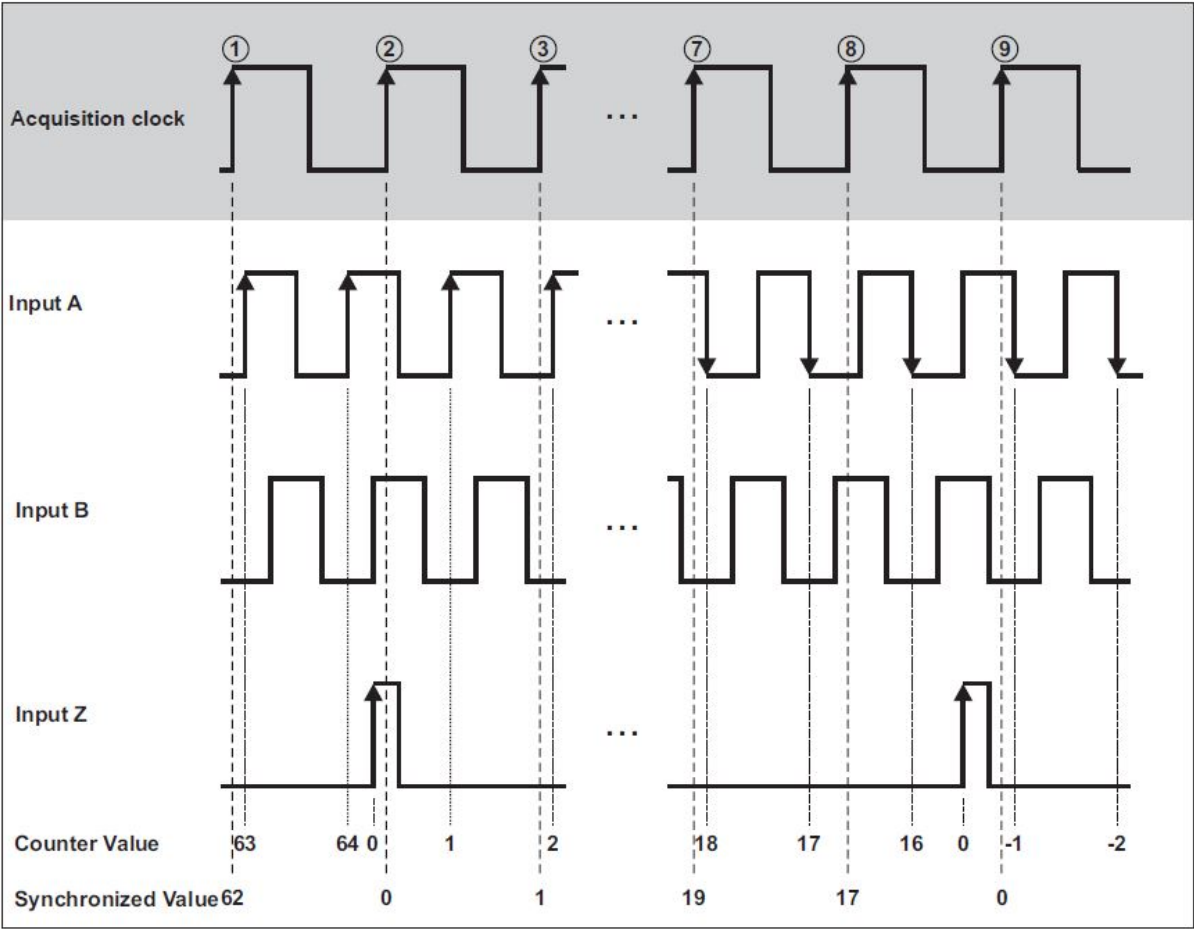 ① ② ③ ⑦ ⑧ ⑨
Acquisition clock ...
Input A ...
Input B ...
Input Z ...
Counter Value 63 64 0 1 2 18 17 16 0 -1 -2
Synchronized Value 62 0 1 19 17 0